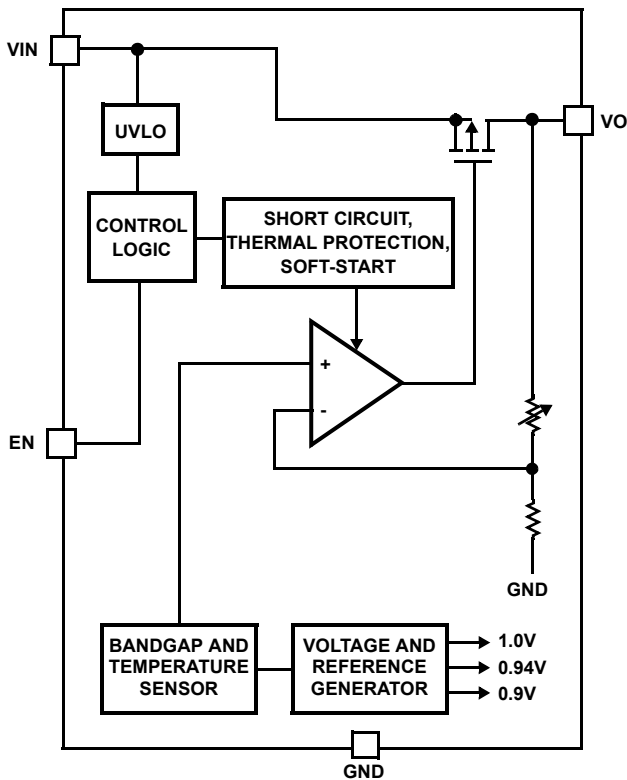 VIN
UVLO
VO
CONTROL
LOGIC
SHORT CIRCUIT,
THERMAL PROTECTION,
SOFT-START
+
-
EN
GND
BANDGAP AND
TEMPERATURE
SENSOR
VOLTAGE AND
REFERENCE
GENERATOR
1.0V
0.94V
0.9V
GND